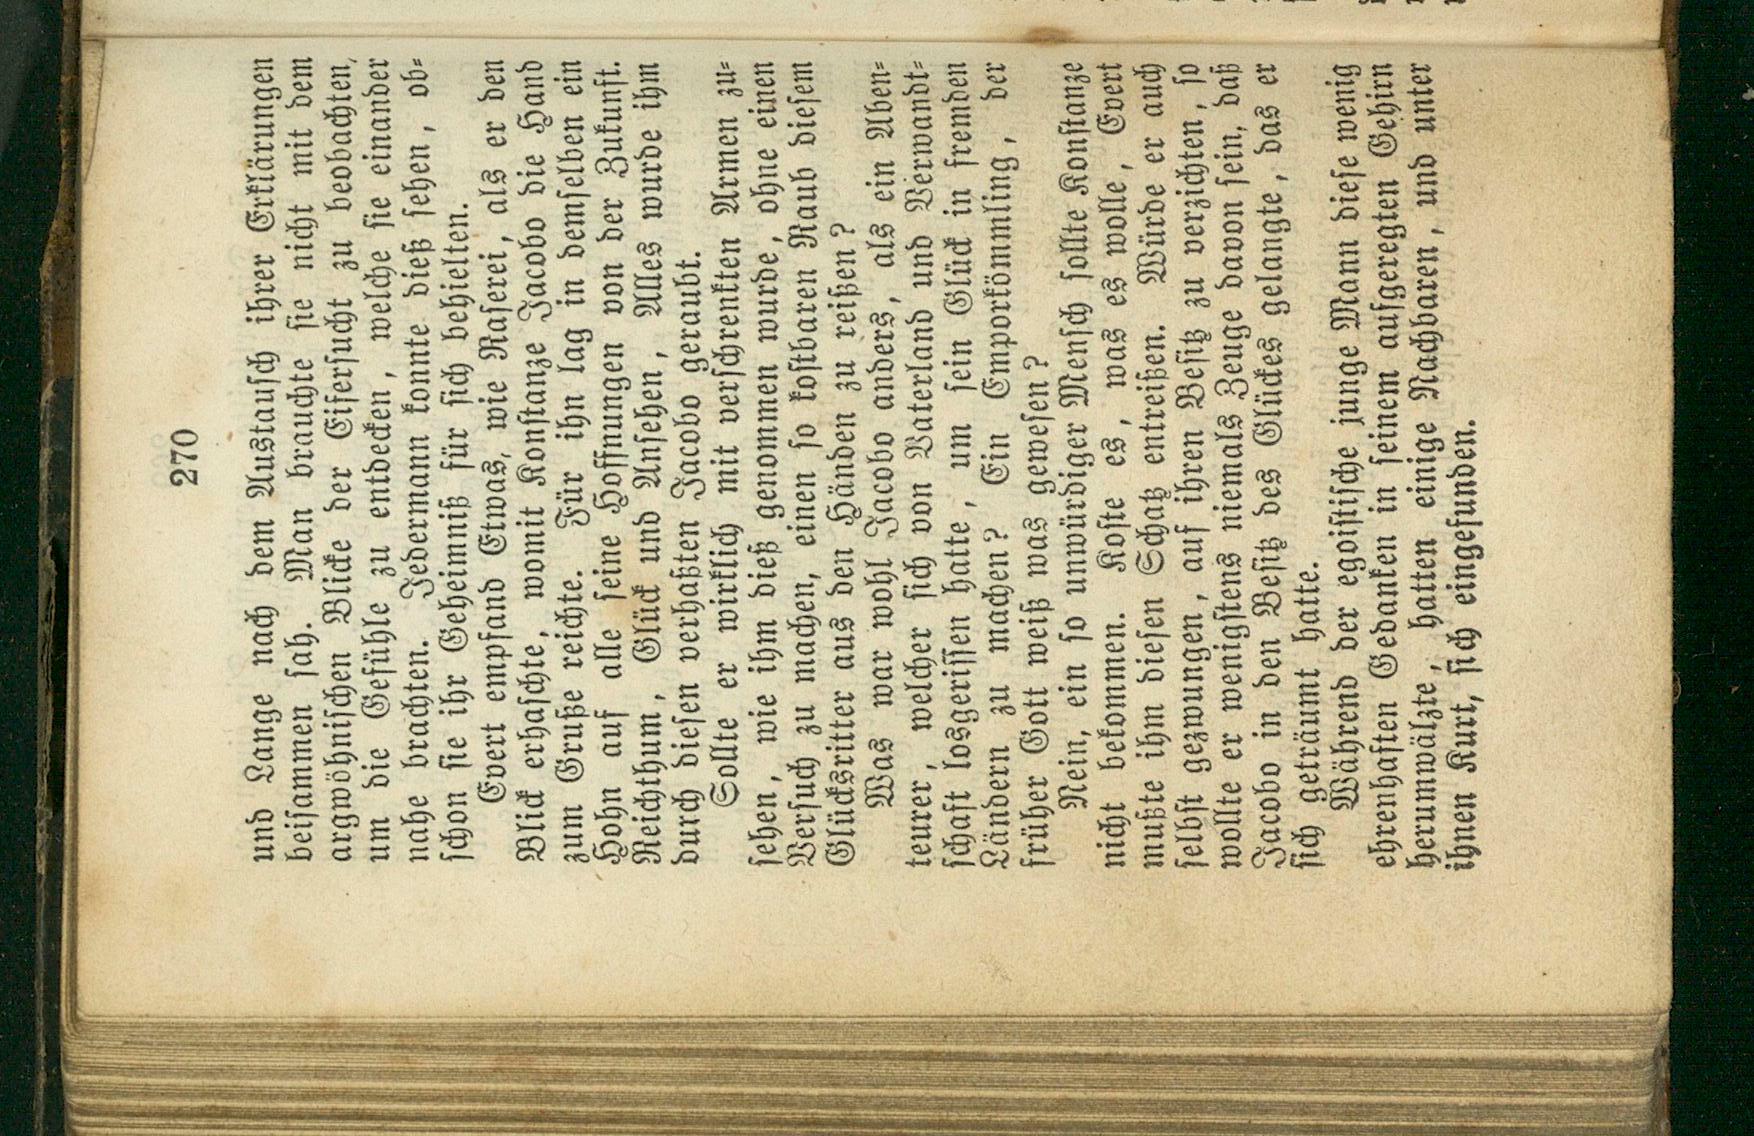 270
und Lange nach dem Austausch ihrer Erklärungen
beisammen sah. Man brauchte sie nicht mit dem
argwöhnischen Blicke der Eifersucht zu beobachten,
um die Gefühle zu entdecken, welche sie einander
nahe brachten. Jedermann konnte dieß sehen, ob=
schon sie ihr Geheimniß für sich behielten.
Evert empfand Etwas, wie Raserei, als er den
Blick erhaschte, womit Konstanze Jacobo die Hand
zum Gruße reichte. Für ihn lag in demselben ein
Hohn auf alle seine Hoffnungen von der Zukunft.
Reichthum, Glück und Ansehen, Alles wurde ihm
durch diesen verhaßten Jacobo geraubt.
Sollte er wirklich mit verschrenkten Armen zu=
sehen, wie ihm dieß genommen wurde, ohne einen
Versuch zu machen, einen so kostbaren Raub diesem
Glücksritter aus den Händen zu reißen?
Was war wohl Jacobo anders, als ein Aben=
teurer, welcher sich von Vaterland und Verwandt=
schaft losgerissen hatte, um sein Glück in fremden
Ländern zu machen? Ein Emporkömmling, der
früher Gott weiß was gewesen?
Nein, ein so unwürdiger Mensch sollte Konstanze
nicht bekommen. Koste es, was es wolle, Evert
mußte ihm diesen Schatz entreißen. Würde er auch
selbst gezwungen, auf ihren Besitz zu verzichten, so
wollte er wenigstens niemals Zeuge davon sein, daß
Jacobo in den Besitz des Glückes gelangte, das er
sich geträumt hatte.
Während der egoistische junge Mann diese wenig
ehrenhaften Gedanken in seinem aufgeregten Gehirn
herumwälzte, hatten einige Nachbaren, und unter
ihnen Kurt, sich eingefunden.